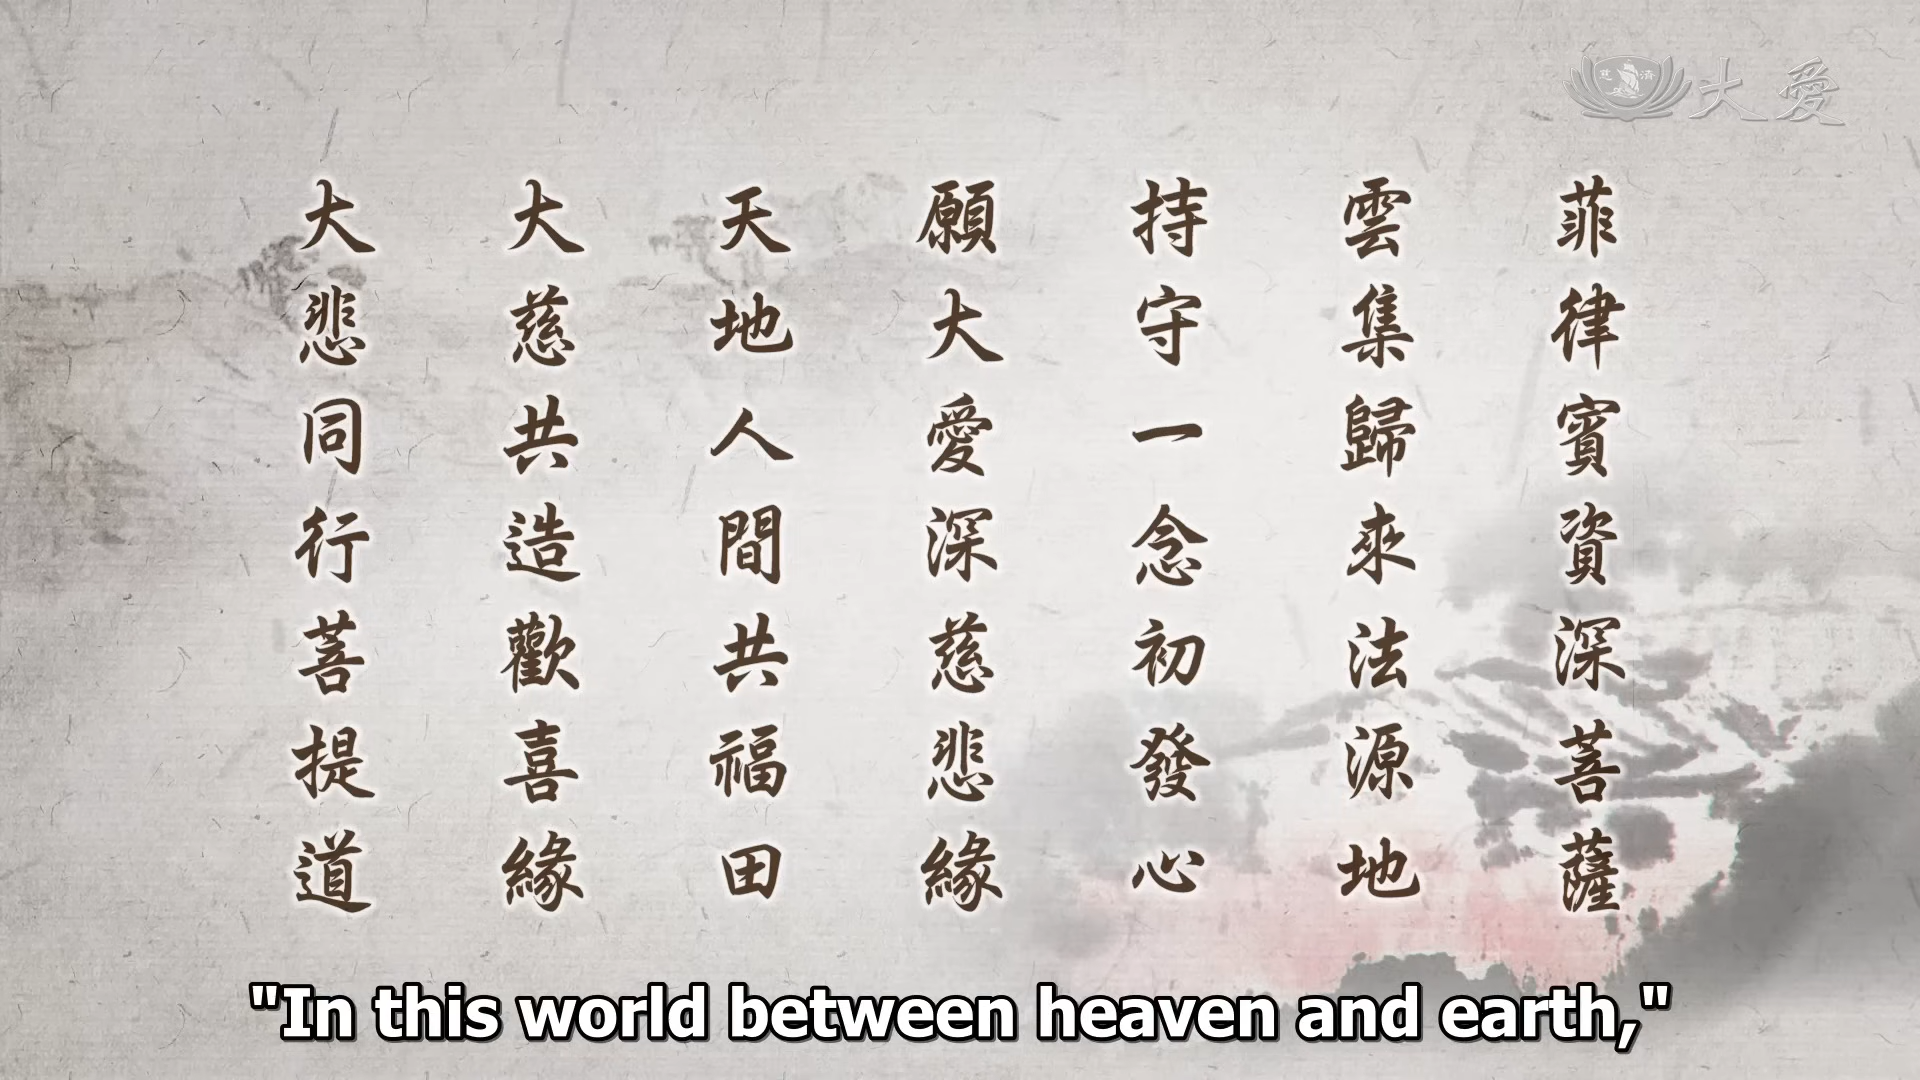 大愛
慈濟
菲律賓資深菩薩
雲集歸來法源地
持守一念初發心
願大愛深慈悲緣
天地人間共福田
大慈共造歡喜緣
大悲同行菩提道
"In this world between heaven and earth,"